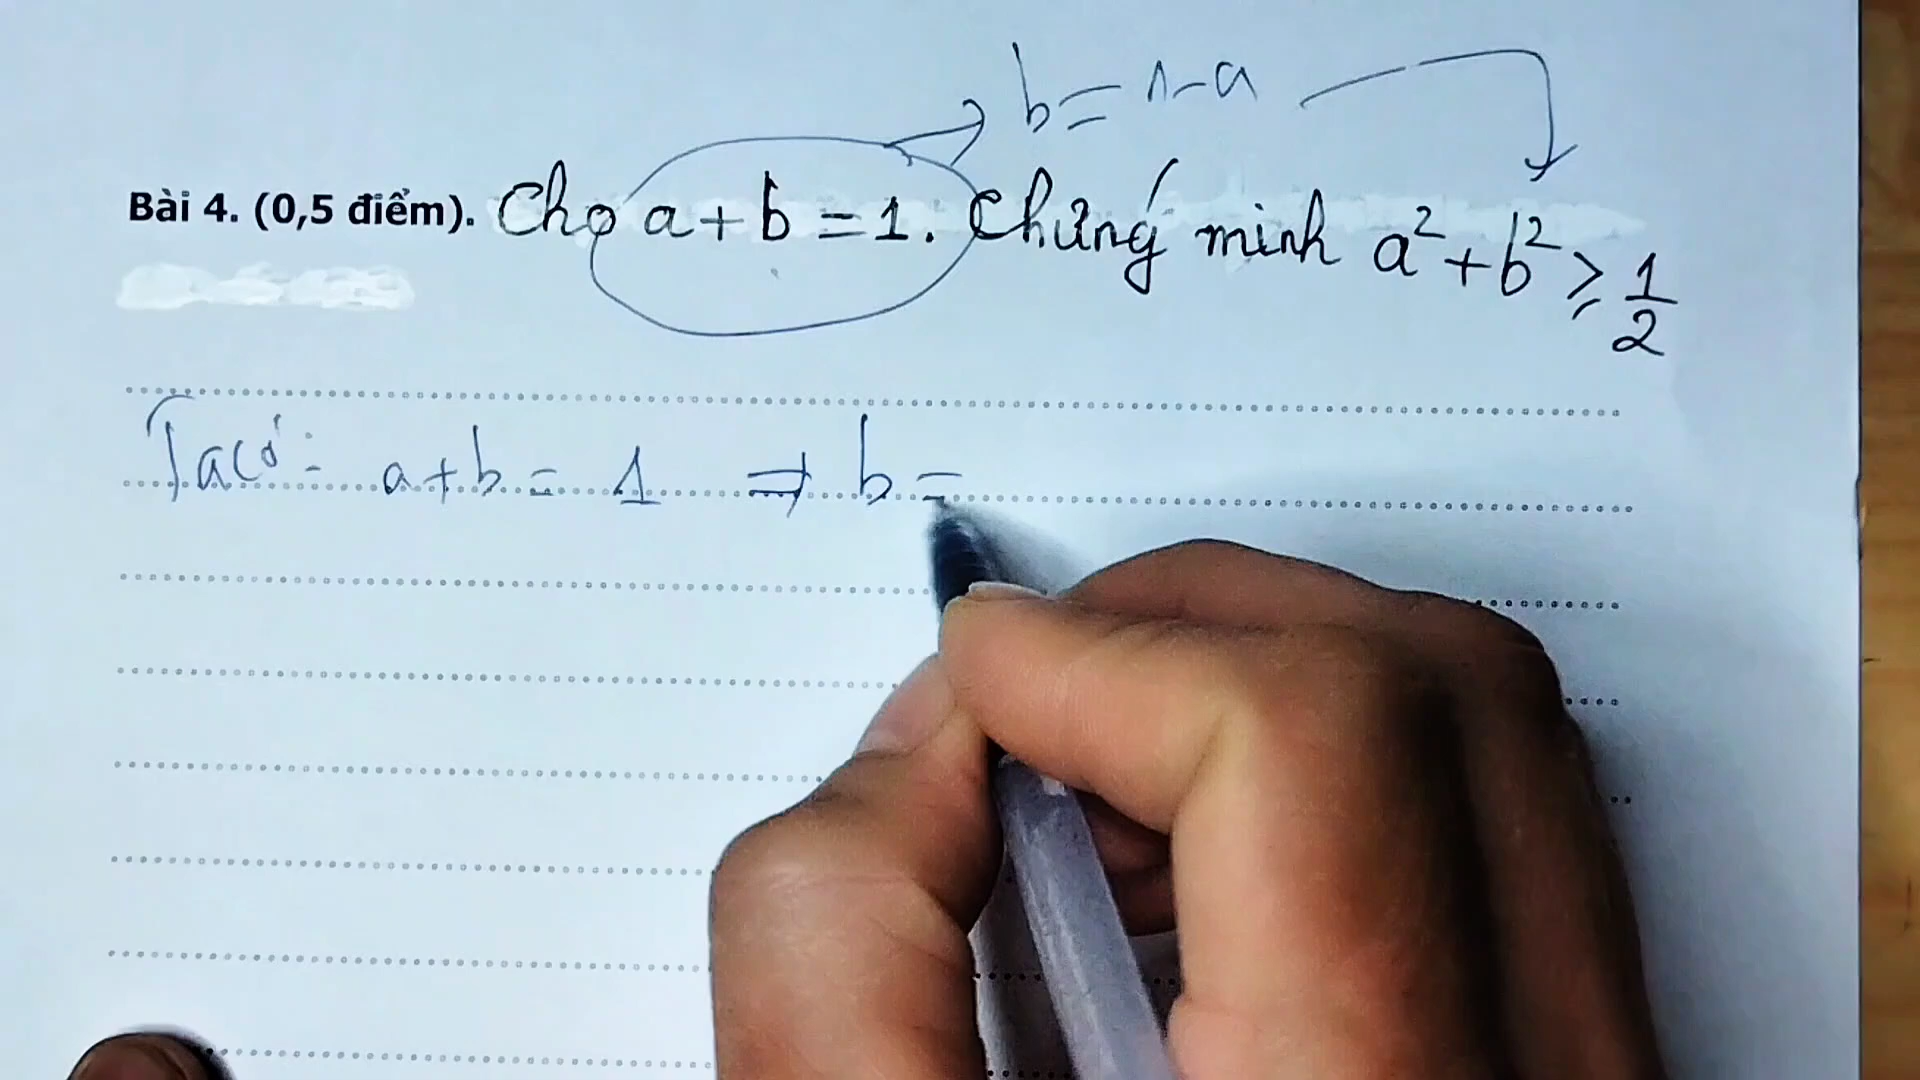 b = 1 - a
Bài 4. (0,5 điểm). Cho a + b = 1. Chứng minh a² + b² ≥ 1/2
Ta có: a + b = 1 ⇒ b =